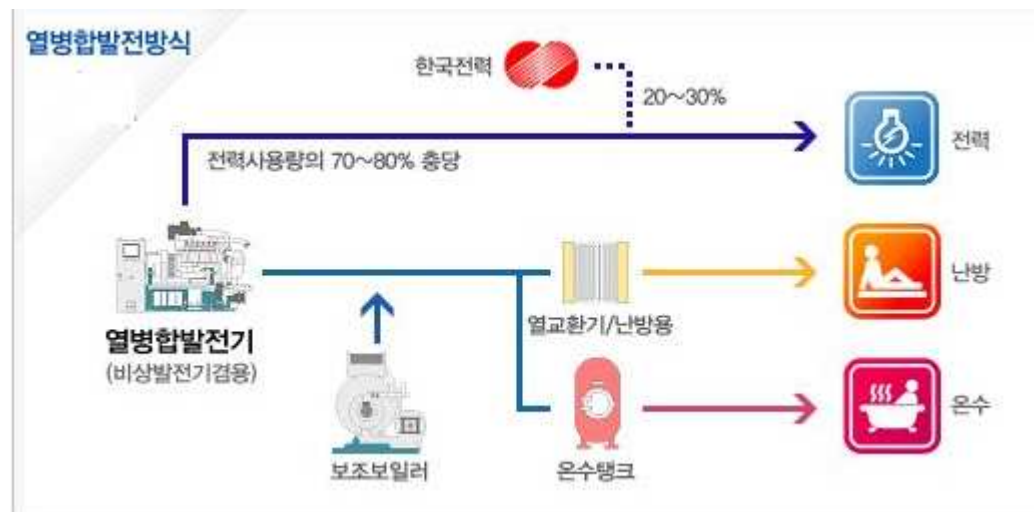 열병합발전방식
한국전력
20~30%
전력사용량의 70~80% 충당
전력
난방
열교환기/난방용
열병합발전기
(비상발전기겸용)
온수
보조보일러
온수탱크